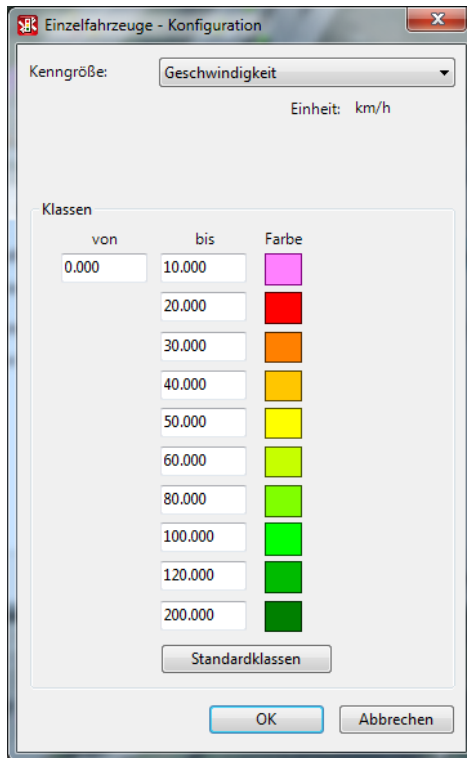 Einzelfahrzeuge - Konfiguration
Kenngröße: Geschwindigkeit
Einheit: km/h
Klassen
von bis Farbe
0.000 10.000
20.000
30.000
40.000
50.000
60.000
80.000
100.000
120.000
200.000
Standardklassen
OK Abbrechen